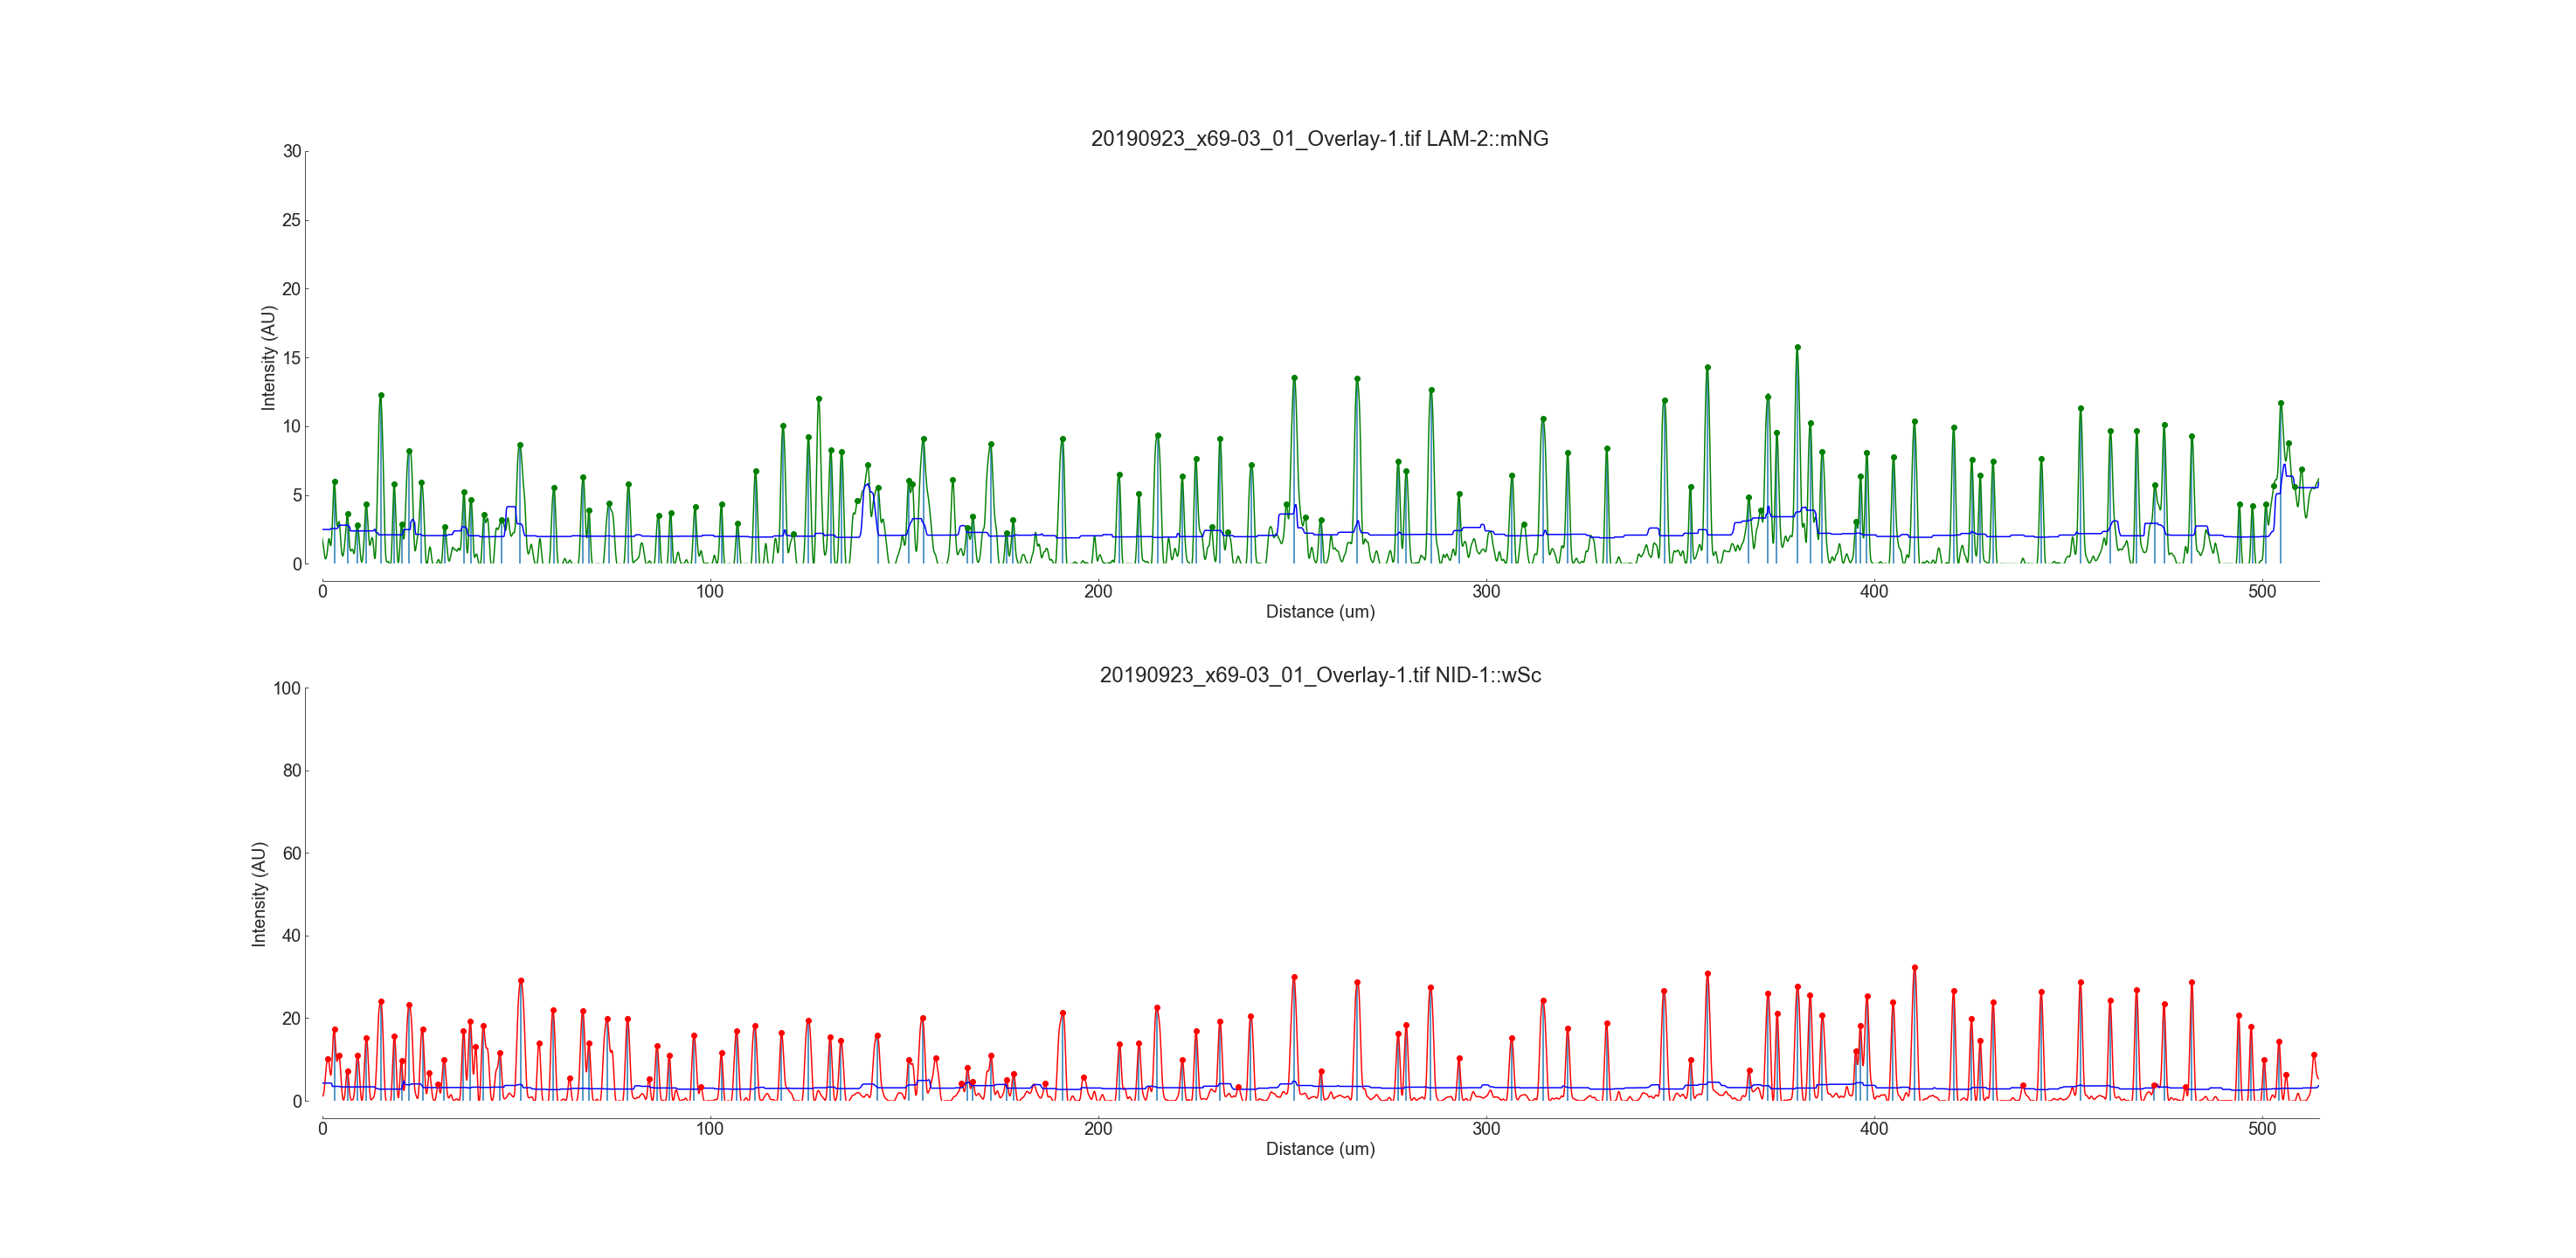 20190923_x69-03_01_Overlay-1.tif LAM-2::mNG
30
25
20
15
10
5
0
Intensity (AU)
0 100 200 300 400 500
Distance (um)
20190923_x69-03_01_Overlay-1.tif NID-1::wSc
100
80
60
40
20
0
Intensity (AU)
0 100 200 300 400 500
Distance (um)